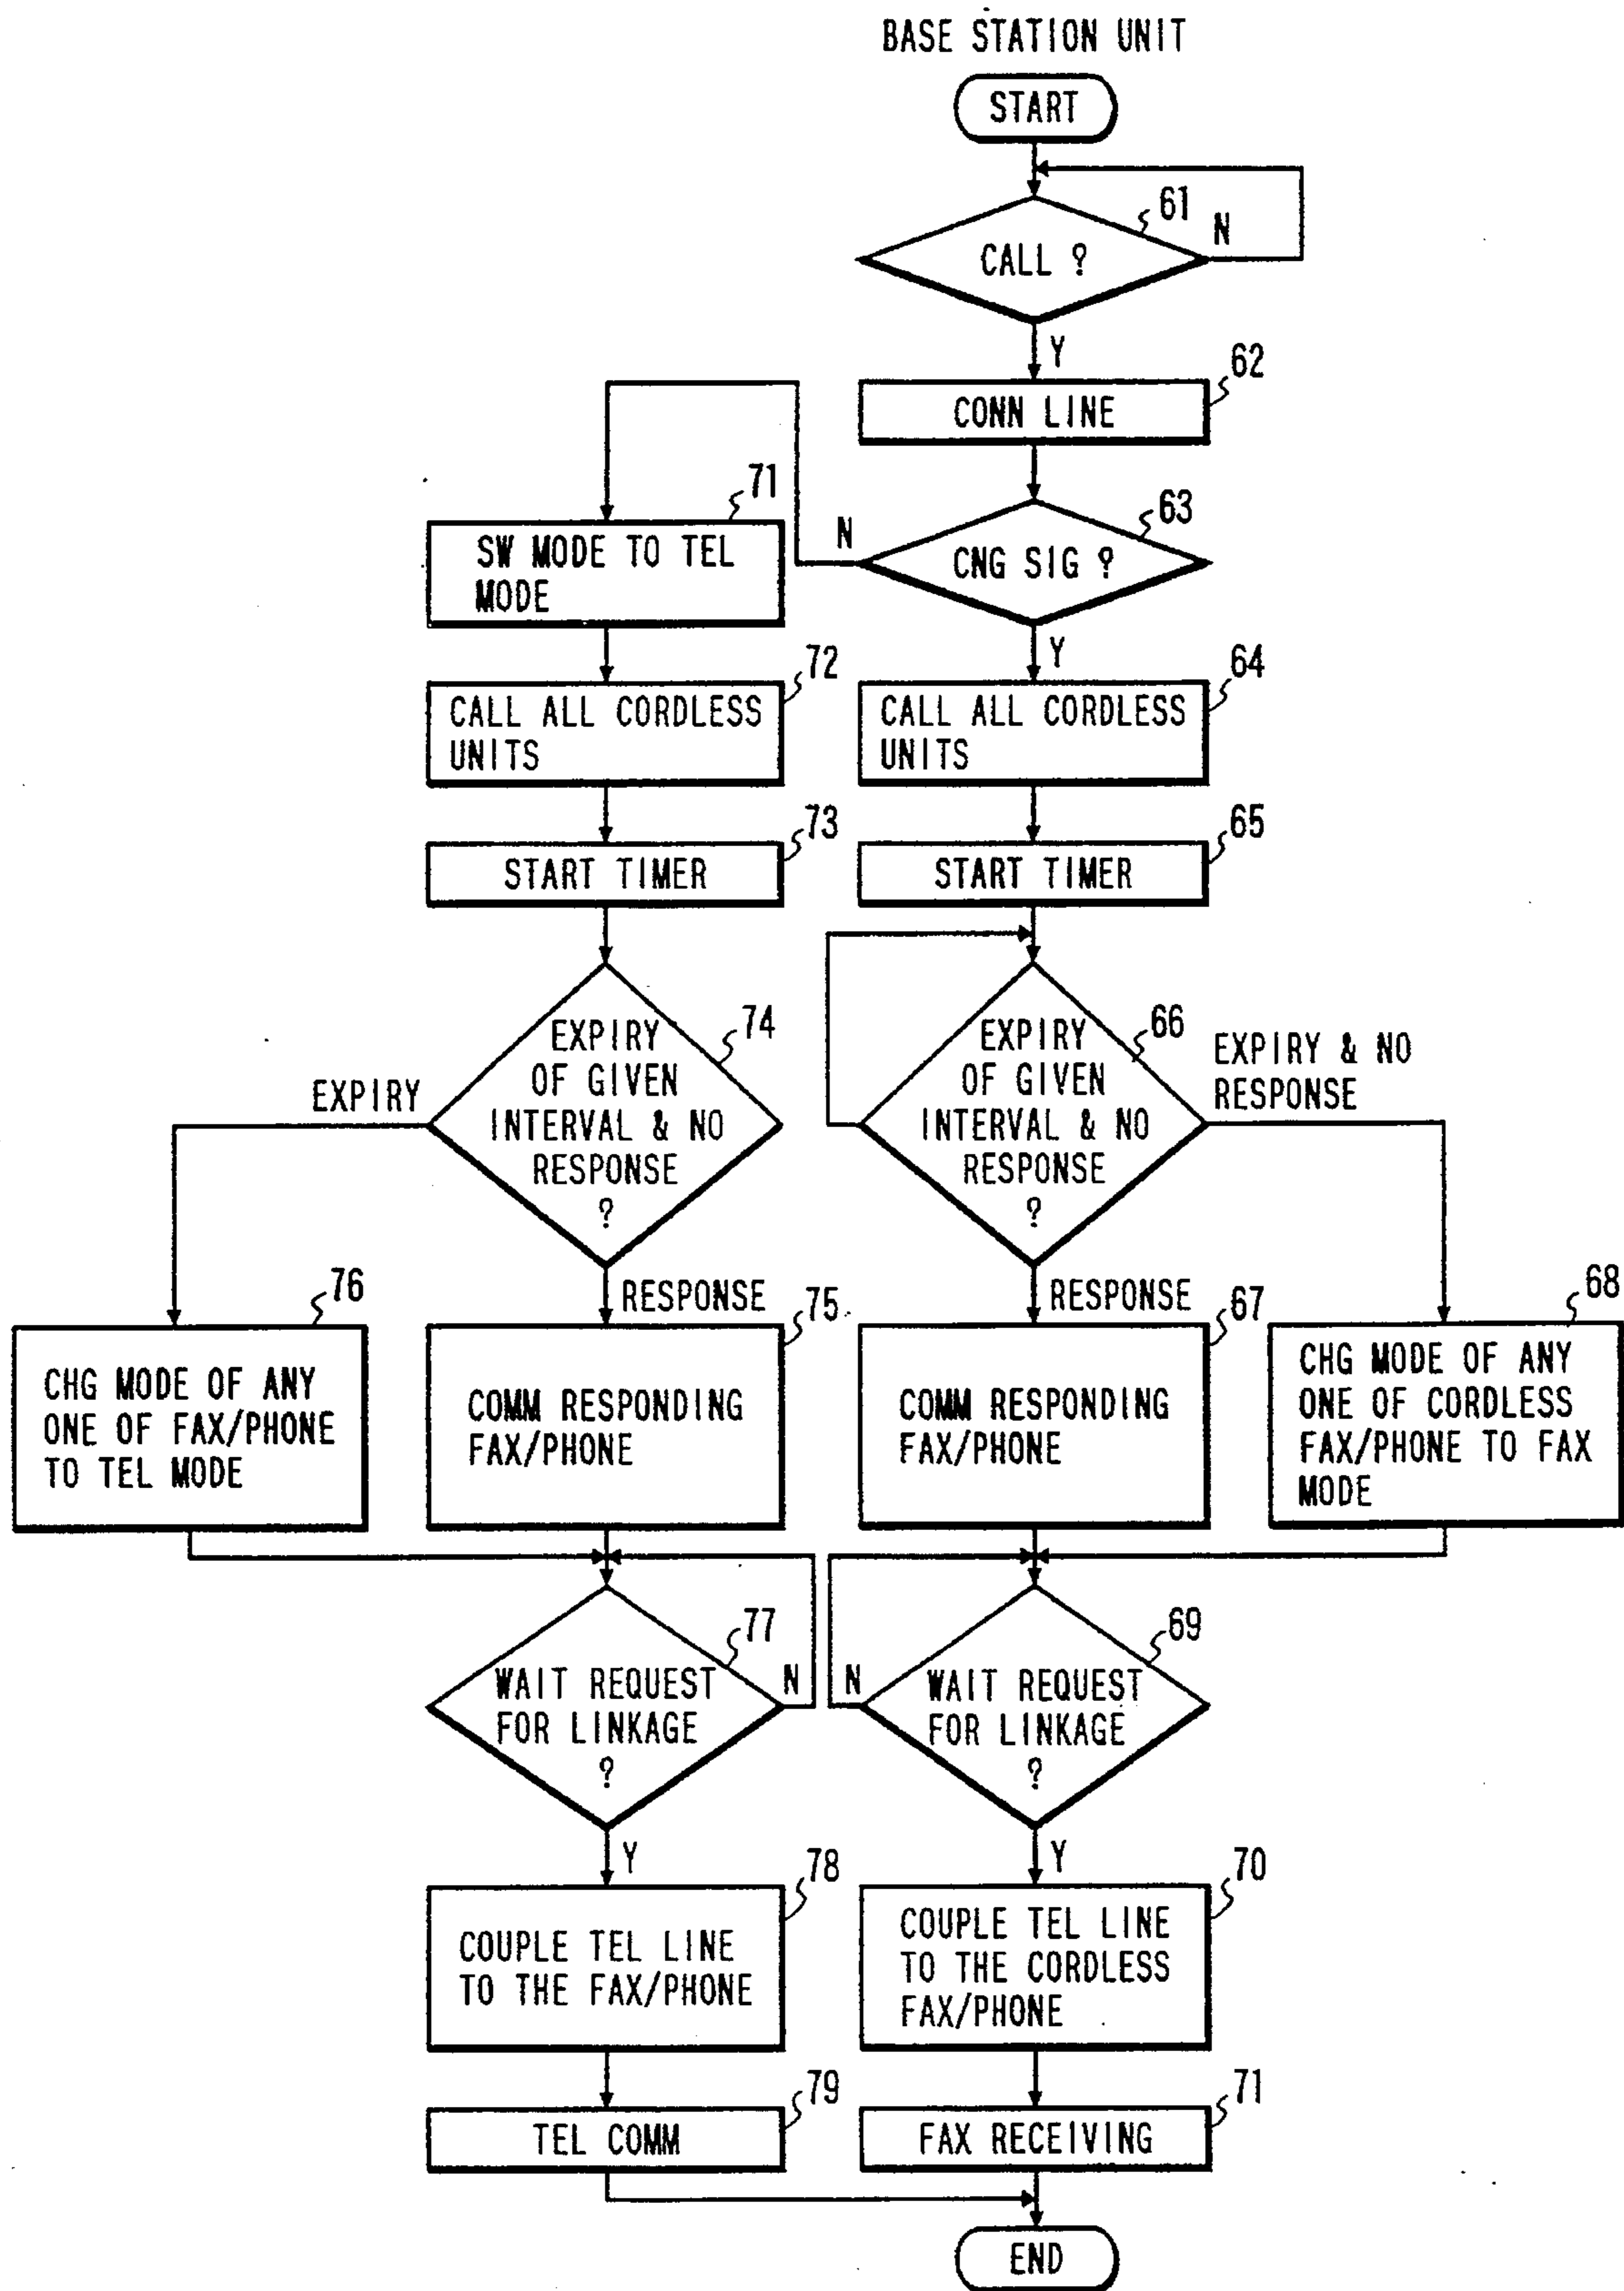 BASE STATION UNIT
START
61
CALL ?
N
Y
62
CONN LINE
63
CNG SIG ?
N
Y
71
SW MODE TO TEL
MODE
72
CALL ALL CORDLESS
UNITS
64
CALL ALL CORDLESS
UNITS
73
START TIMER
65
START TIMER
74
EXPIRY
OF GIVEN
INTERVAL & NO
RESPONSE
?
EXPIRY
RESPONSE
66
EXPIRY
OF GIVEN
INTERVAL & NO
RESPONSE
?
EXPIRY & NO
RESPONSE
RESPONSE
76
CHG MODE OF ANY
ONE OF FAX/PHONE
TO TEL MODE
75
COMM RESPONDING
FAX/PHONE
67
COMM RESPONDING
FAX/PHONE
68
CHG MODE OF ANY
ONE OF CORDLESS
FAX/PHONE TO FAX
MODE
77
WAIT REQUEST
FOR LINKAGE
?
N
Y
69
WAIT REQUEST
FOR LINKAGE
?
N
Y
78
COUPLE TEL LINE
TO THE FAX/PHONE
70
COUPLE TEL LINE
TO THE CORDLESS
FAX/PHONE
79
TEL COMM
71
FAX RECEIVING
END